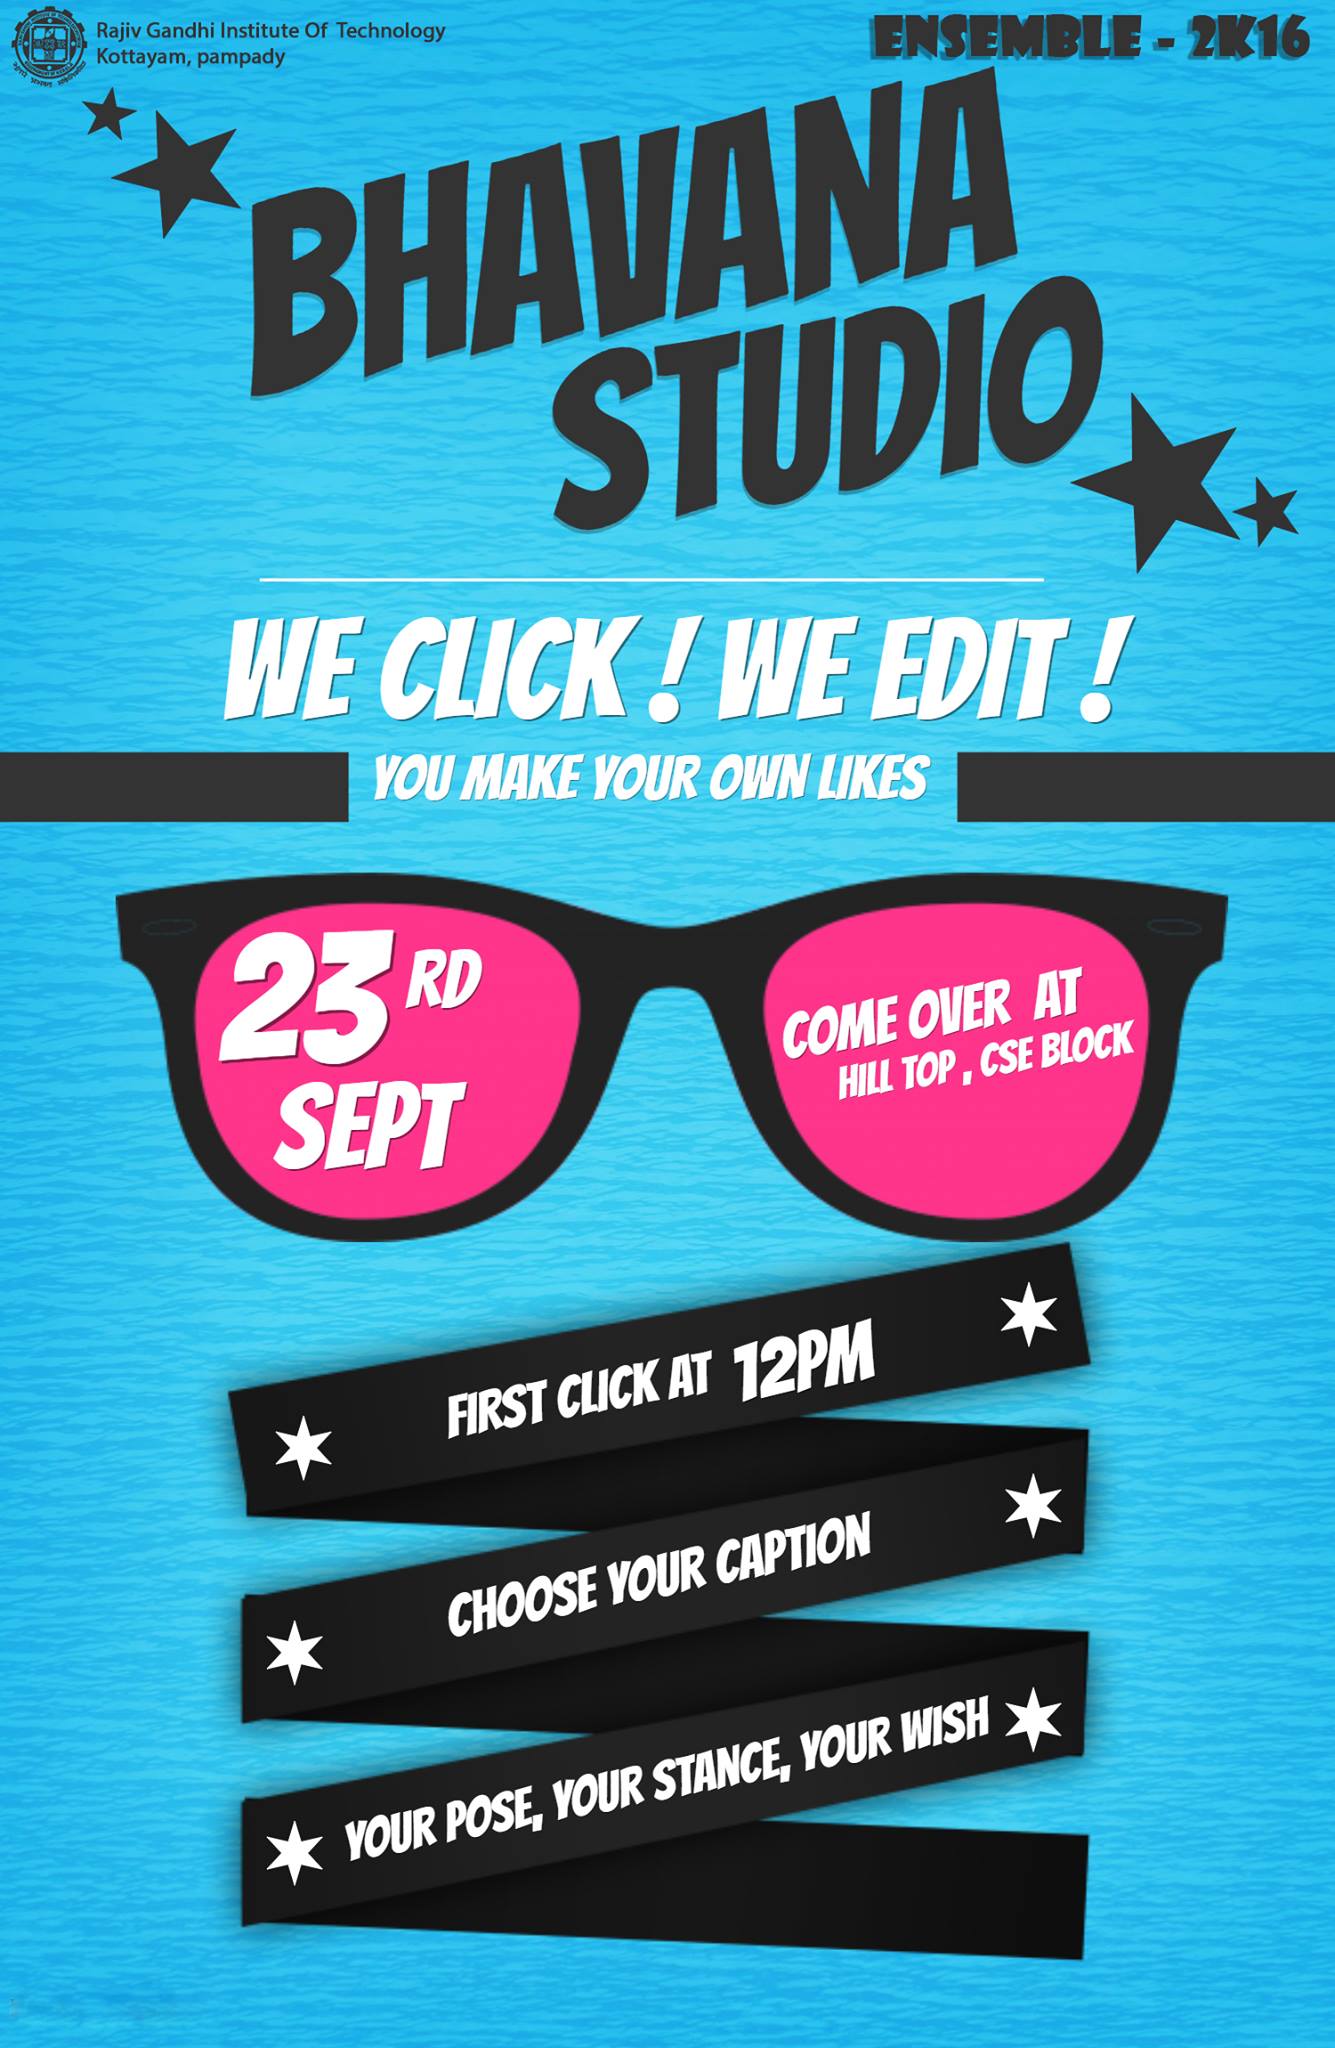 Rajiv Gandhi Institute Of Technology
Kottayam, pampady
ENSEMBLE - 2K16
BHAVANA
STUDIO
WE CLICK ! WE EDIT !
YOU MAKE YOUR OWN LIKES
23 RD
SEPT
COME OVER AT
HILL TOP , CSE BLOCK
FIRST CLICK AT 12PM
CHOOSE YOUR CAPTION
YOUR POSE, YOUR STANCE, YOUR WISH